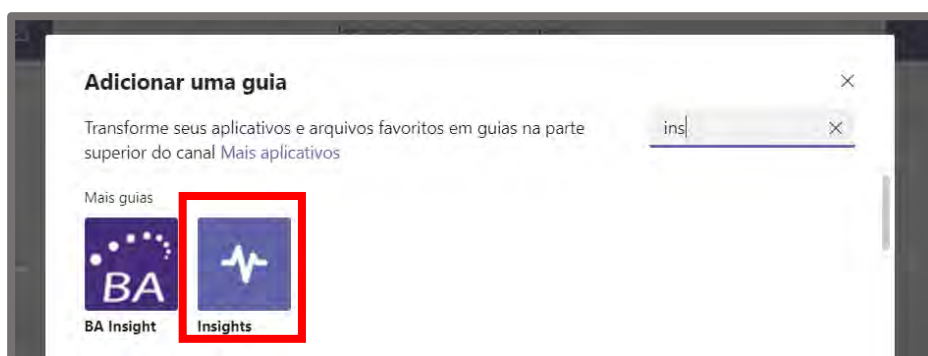 Adicionar uma guia
Transforme seus aplicativos e arquivos favoritos em guias na parte
superior do canal Mais aplicativos
ins
Mais guias
BA
BA Insight
Insights